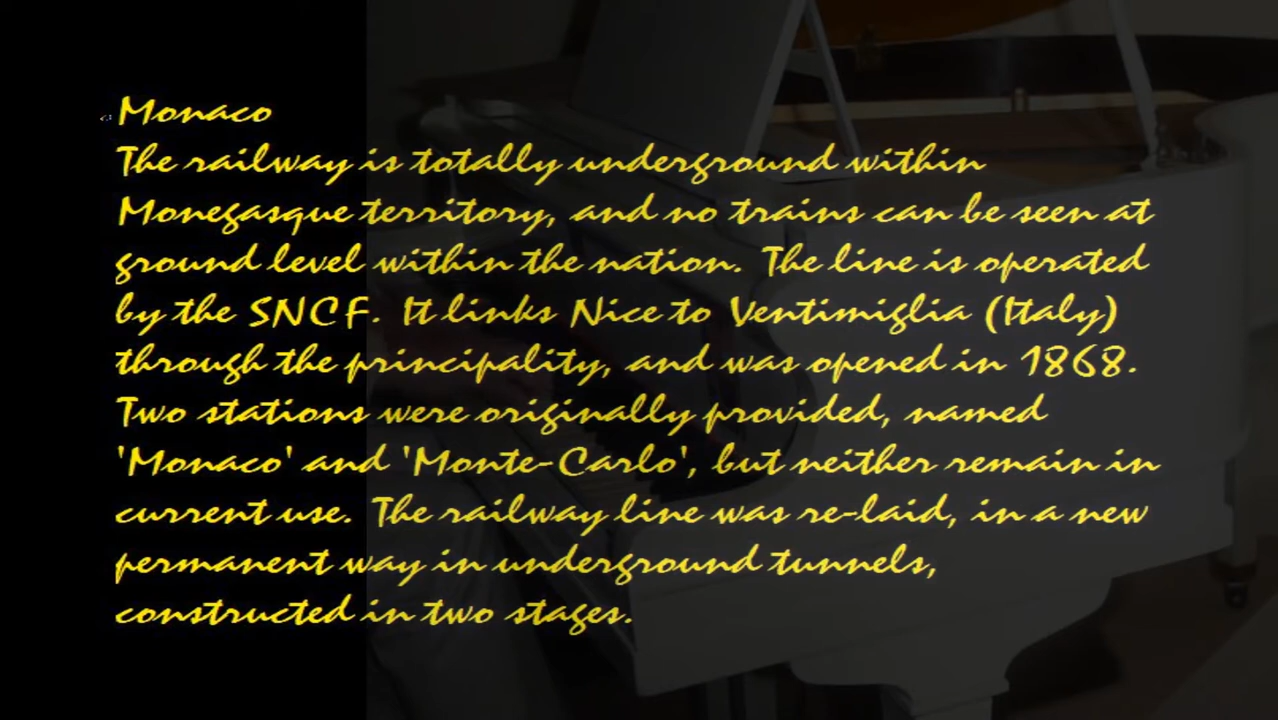 Monaco
The railway is totally underground within
Monegasque territory, and no trains can be seen at
ground level within the nation. The line is operated
by the SNCF. It links Nice to Ventimiglia (Italy)
through the principality, and was opened in 1868.
Two stations were originally provided, named
'Monaco' and 'Monte-Carlo', but neither remain in
current use. The railway line was re-laid, in a new
permanent way in underground tunnels,
constructed in two stages.